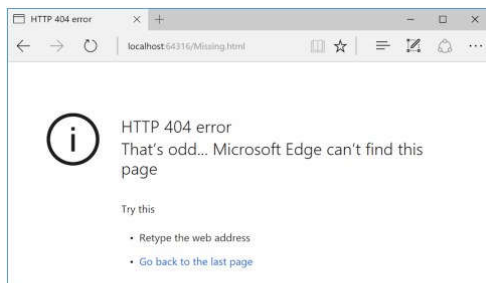 HTTP 404 error
localhost:64316/Missing.html
HTTP 404 error
That's odd... Microsoft Edge can't find this
page
Try this
• Retype the web address
• Go back to the last page